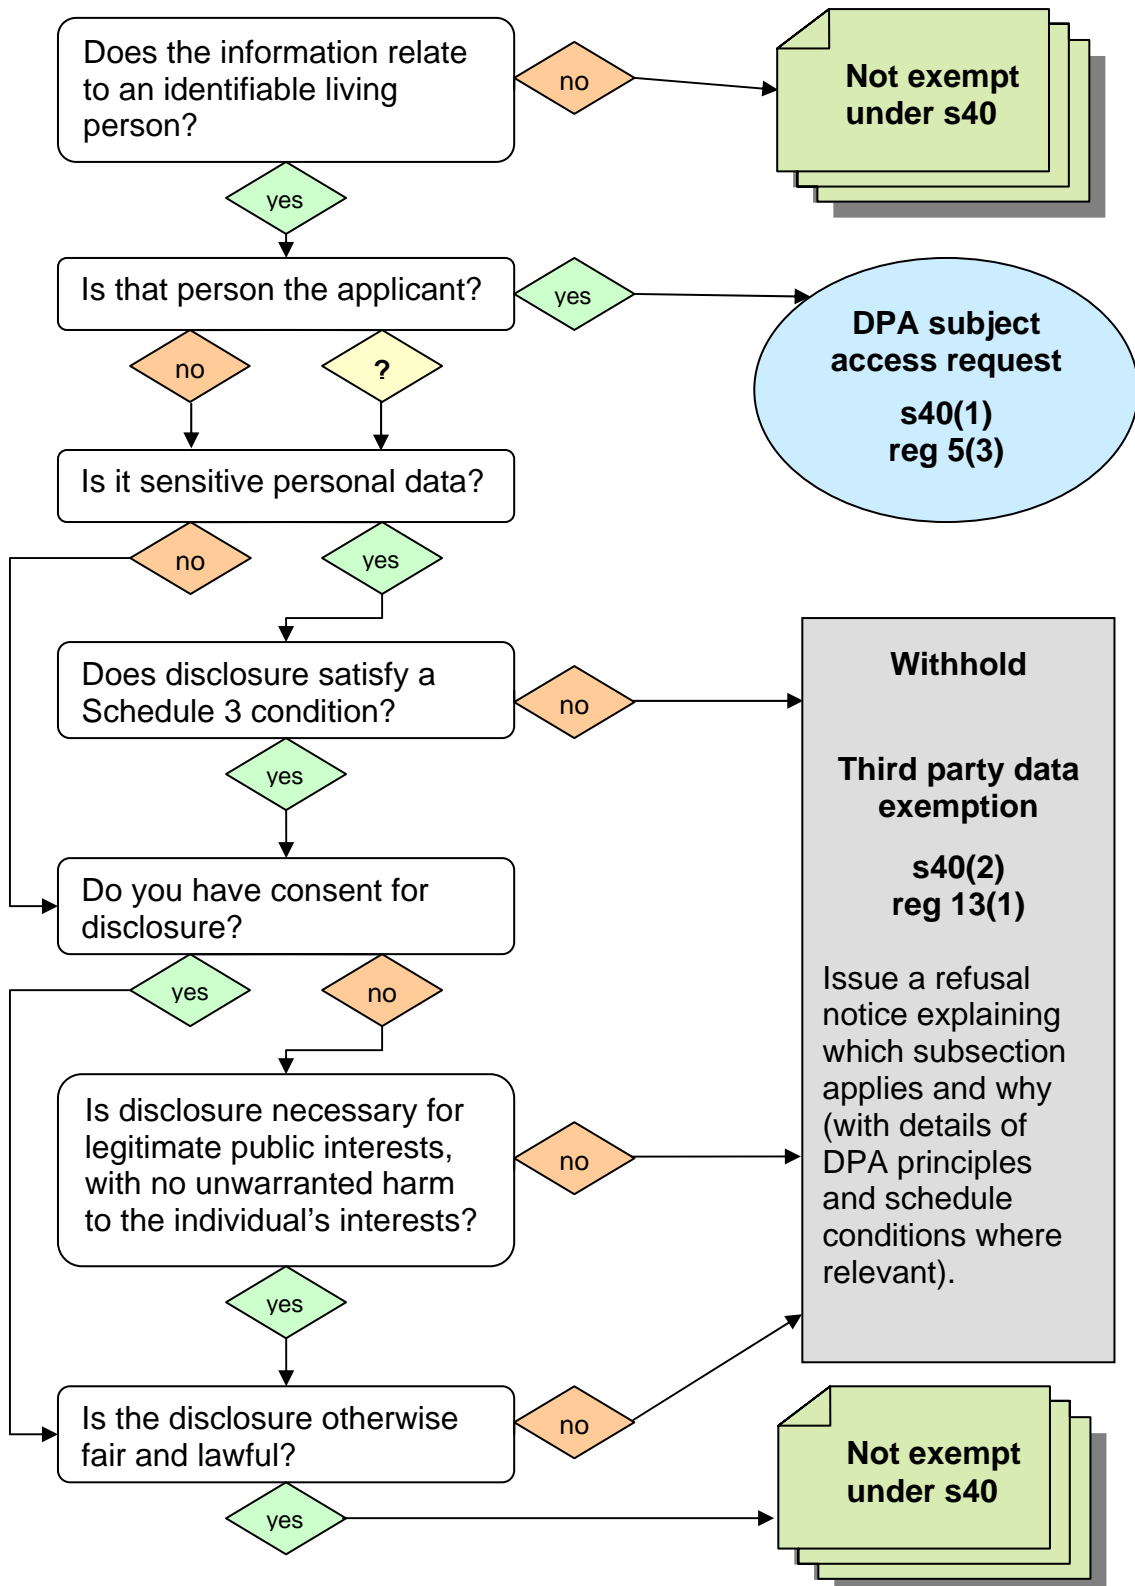 Does the information relate
to an identifiable living
person?
no
Not exempt
under s40
yes
Is that person the applicant?
yes
DPA subject
access request
s40(1)
reg 5(3)
no
?
Is it sensitive personal data?
no
yes
Does disclosure satisfy a
Schedule 3 condition?
no
Withhold
Third party data
exemption
s40(2)
reg 13(1)
Issue a refusal
notice explaining
which subsection
applies and why
(with details of
DPA principles
and schedule
conditions where
relevant).
yes
Do you have consent for
disclosure?
yes
no
Is disclosure necessary for
legitimate public interests,
with no unwarranted harm
to the individual’s interests?
no
yes
Is the disclosure otherwise
fair and lawful?
no
yes
Not exempt
under s40